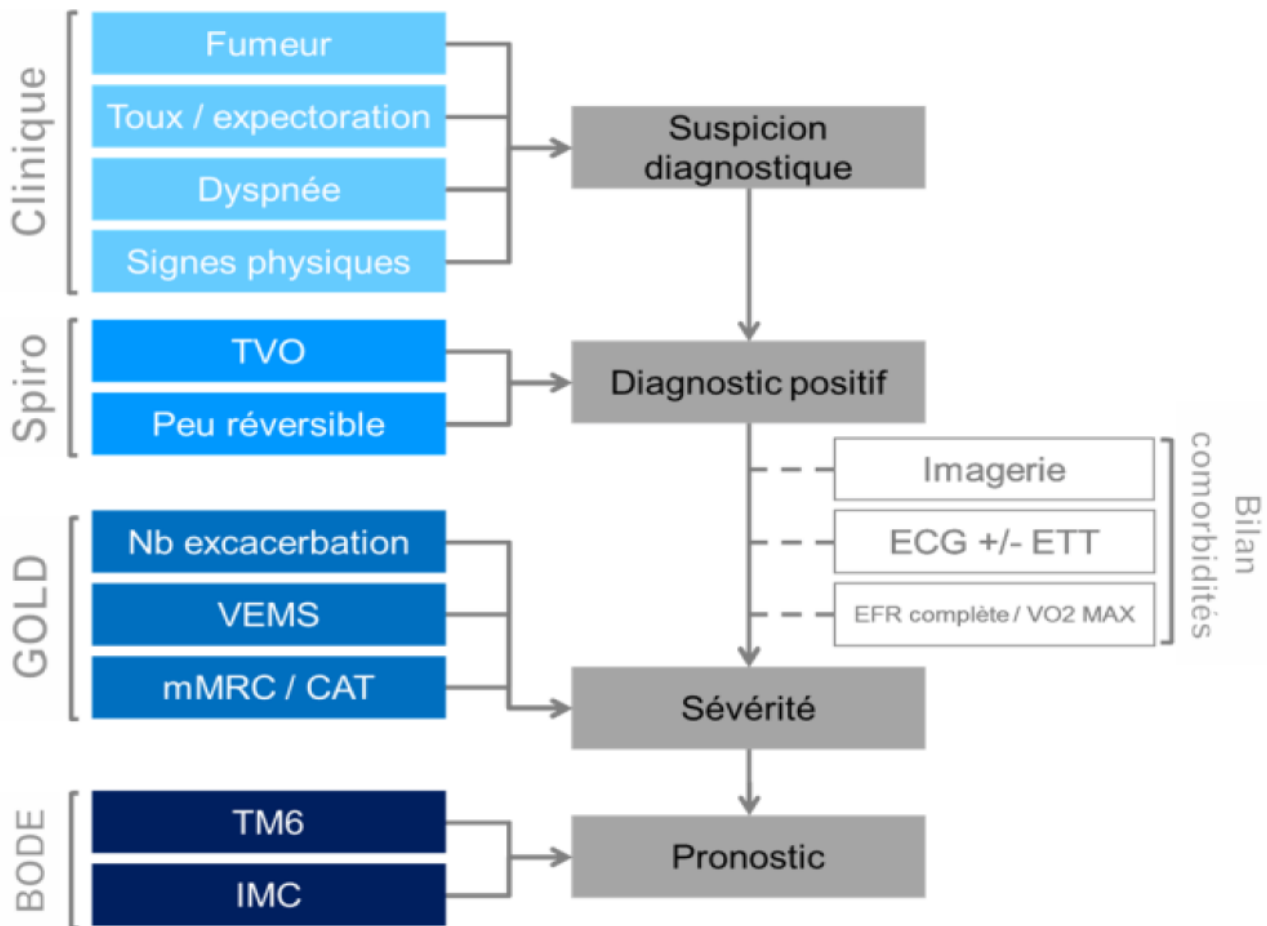 Clinique
Fumeur
Toux / expectoration
Dyspnée
Signes physiques
Suspicion
diagnostique
Spiro
TVO
Peu réversible
Diagnostic positif
Imagerie
ECG +/- ETT
EFR complète / VO2 MAX
Bilan
comorbidités
GOLD
Nb excacerbation
VEMS
mMRC / CAT
Sévérité
BODE
TM6
IMC
Pronostic